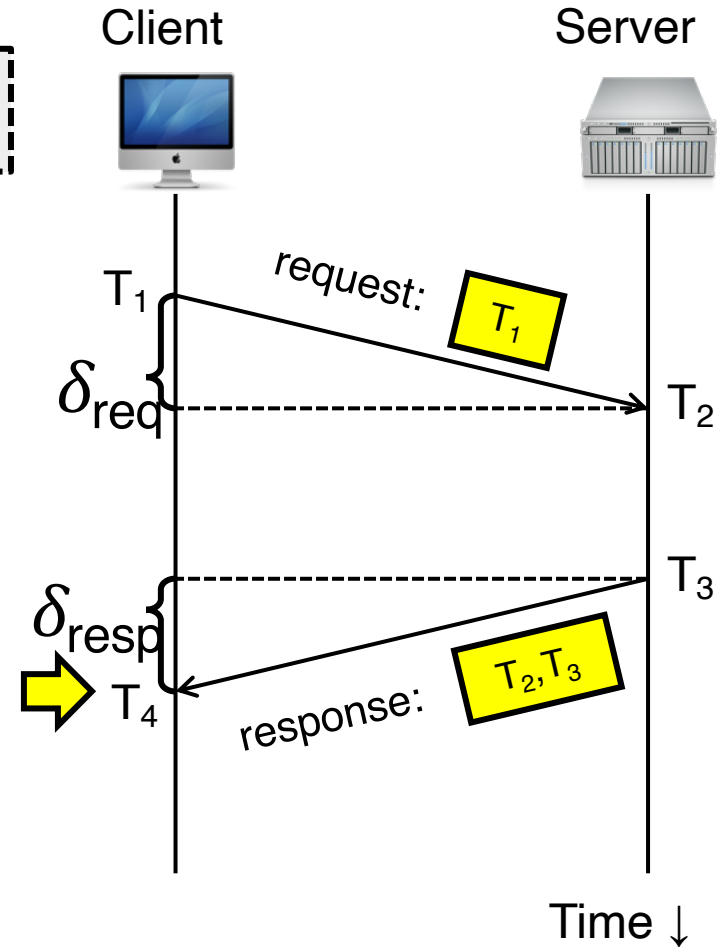 Client Server
request: T₁
T₁
δreq T₂
T₃
δresp
T₂,T₃
T₄
response:
Time ↓